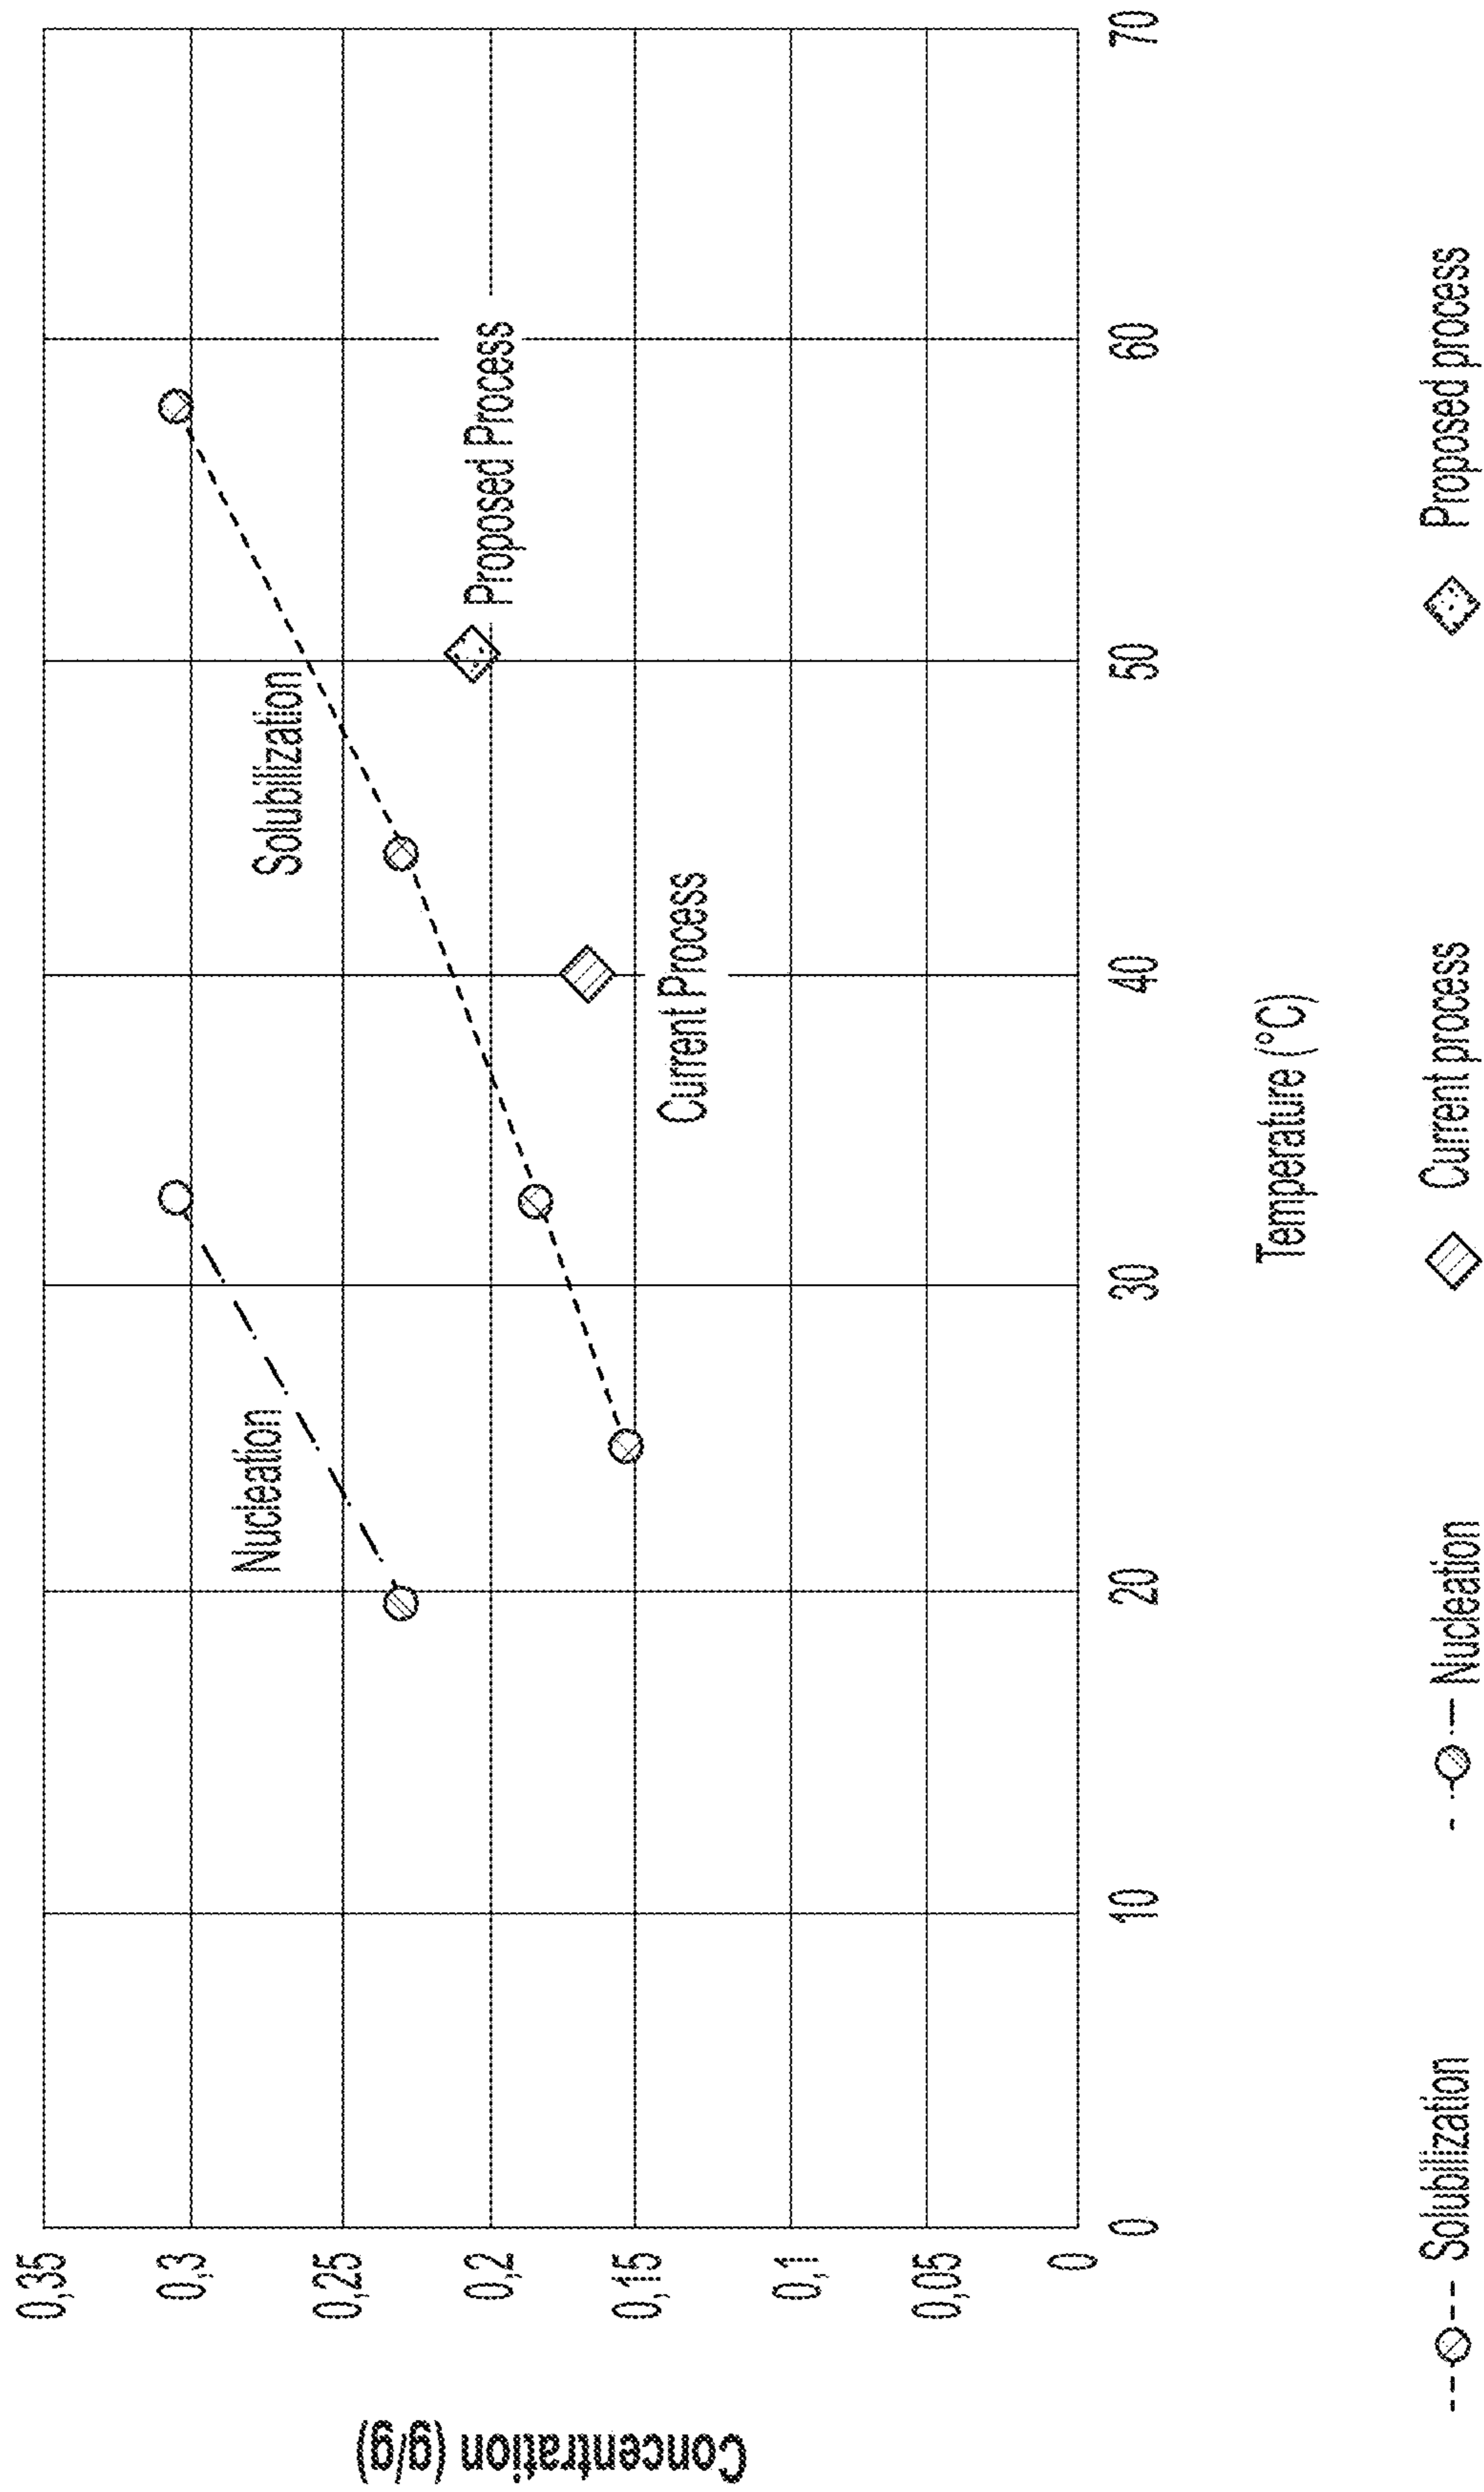 Concentration (g/g)
0,35
0,3
0,25
0,2
0,15
0,1
0,05
0
0
10
20
30
40
50
60
70
Temperature (°C)
Nucleation
Solubilization
Current Process
Proposed Process
Solubilization
Nucleation
Current process
Proposed process